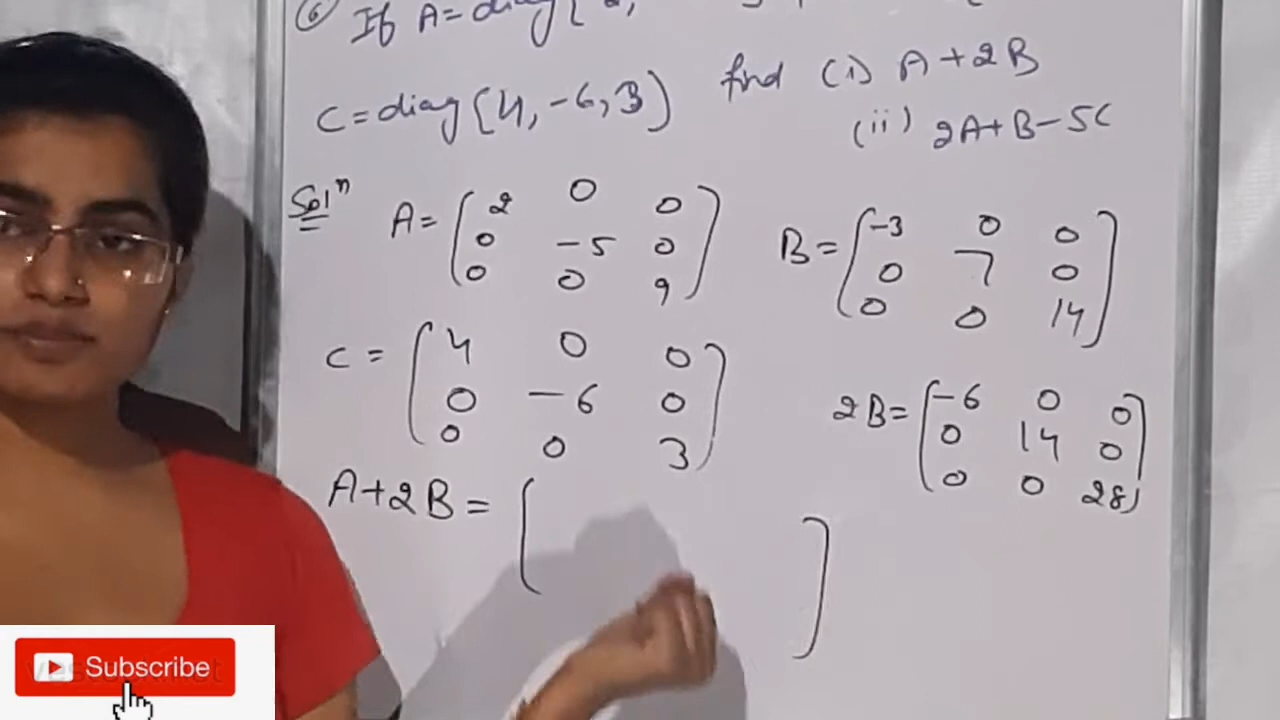 ⑥ If A = diag [2,
C = diag [4, -6, 3] find (i) A+2B
(ii) 2A+B-5C
Solⁿ
A = [2 0 0
0 -5 0
0 0 9]
B = [-3 0 0
0 7 0
0 0 14]
C = [4 0 0
0 -6 0
0 0 3]
2B = [-6 0 0
0 14 0
0 0 28]
A+2B = [ ]
Subscribe